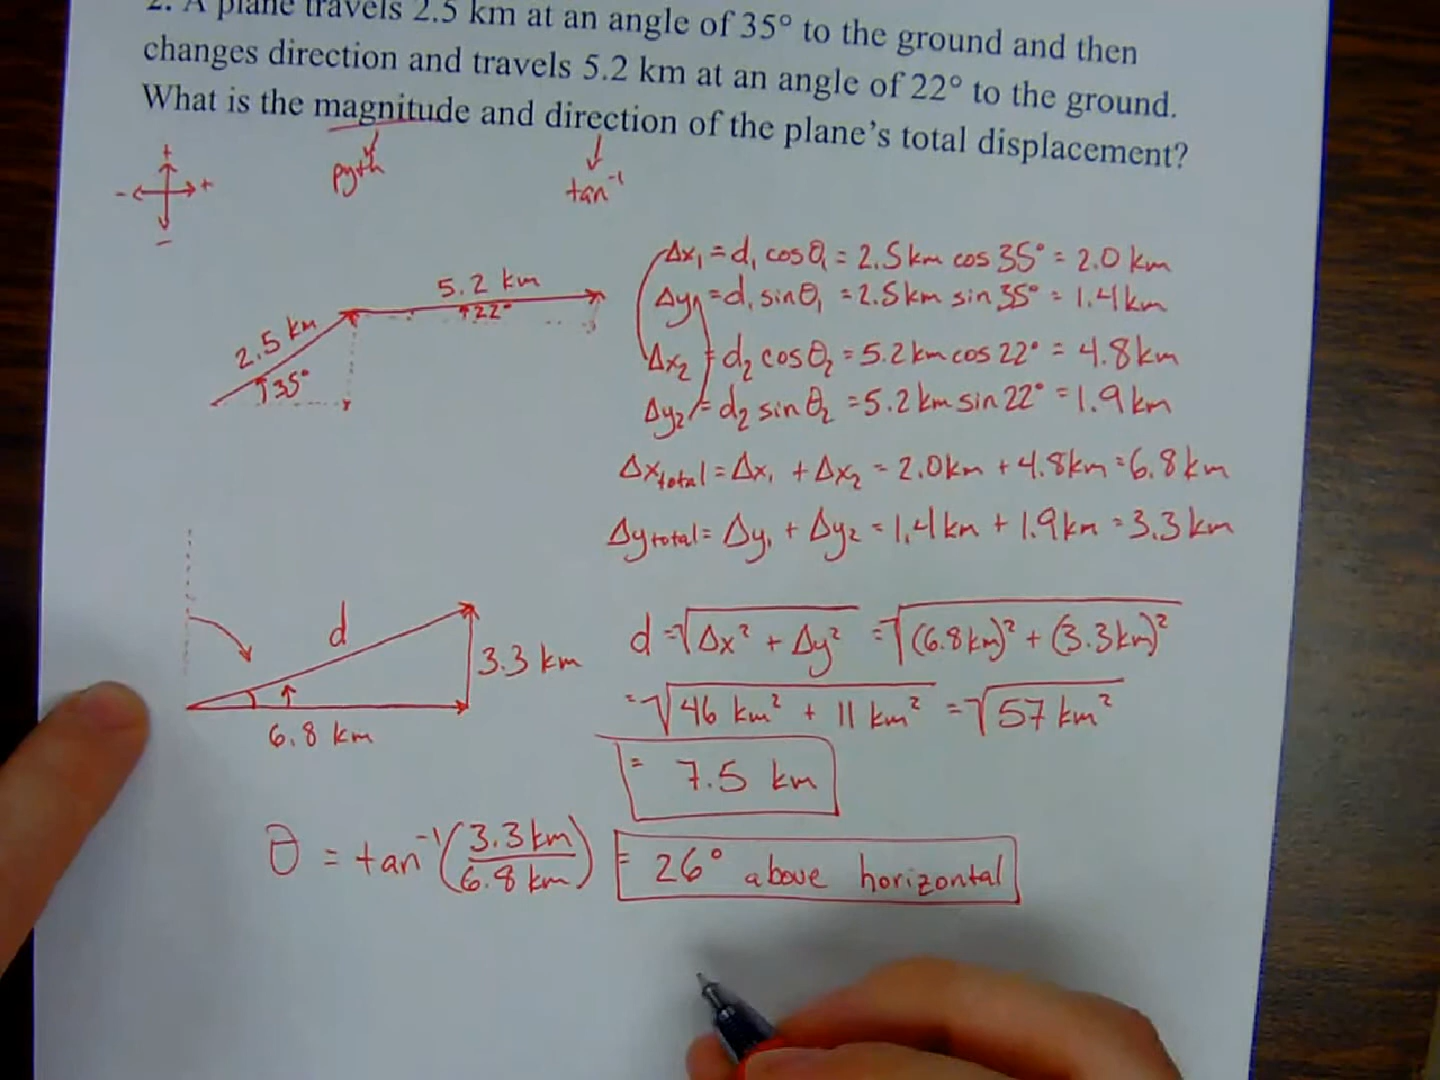 2. A plane travels 2.5 km at an angle of 35° to the ground and then
changes direction and travels 5.2 km at an angle of 22° to the ground.
What is the magnitude and direction of the plane's total displacement?
pyth
tan⁻¹
+
- +
-
5.2 km
22°
2.5 km
35°
Δx₁ = d₁ cosθ₁ = 2.5 km cos 35° = 2.0 km
Δy₁ = d₁ sinθ₁ = 2.5 km sin 35° = 1.4 km
Δx₂ = d₂ cosθ₂ = 5.2 km cos 22° = 4.8 km
Δy₂ = d₂ sin θ₂ = 5.2 km sin 22° = 1.9 km
Δxtotal = Δx₁ + Δx₂ = 2.0 km + 4.8 km = 6.8 km
Δytotal = Δy₁ + Δy₂ = 1.4 km + 1.9 km = 3.3 km
d
3.3 km
6.8 km
d = √Δx² + Δy² = √(6.8 km)² + (3.3 km)²
= √46 km² + 11 km² = √57 km²
= 7.5 km
θ = tan⁻¹(3.3 km/6.8 km) = 26° above horizontal